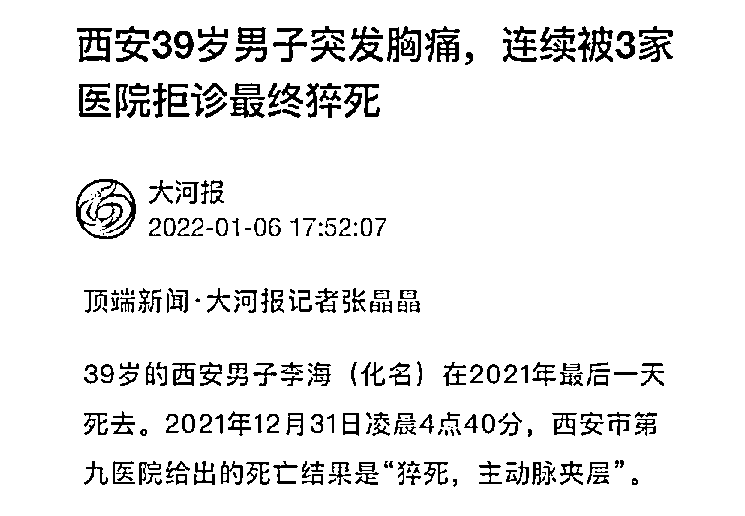 西安39岁男子突发胸痛，连续被3家
医院拒诊最终猝死
大河报
2022-01-06 17:52:07
顶端新闻·大河报记者张晶晶
39岁的西安男子李海（化名）在2021年最后一天
死去。2021年12月31日凌晨4点40分，西安市第
九医院给出的死亡结果是“猝死，主动脉夹层”。